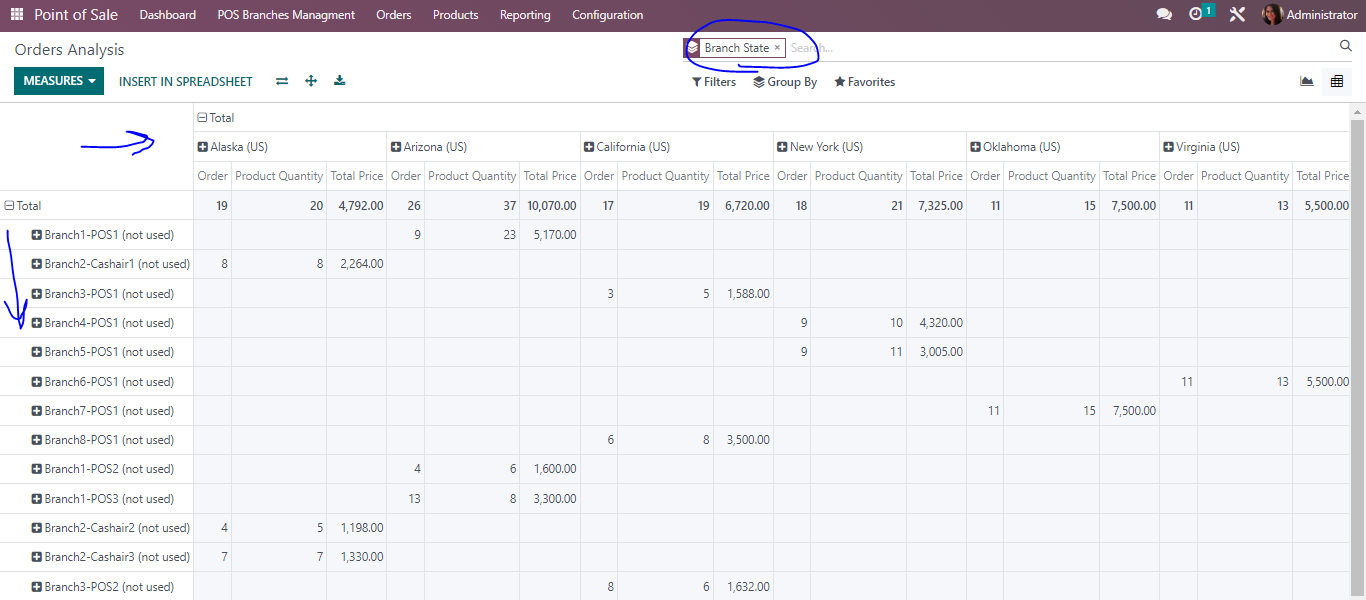 Point of Sale Dashboard POS Branches Managment Orders Products Reporting Configuration 1 Administrator
Orders Analysis Branch State × Search...
MEASURES INSERT IN SPREADSHEET Filters Group By Favorites
Total
Alaska (US) Arizona (US) California (US) New York (US) Oklahoma (US) Virginia (US)
Order Product Quantity Total Price Order Product Quantity Total Price Order Product Quantity Total Price Order Product Quantity Total Price Order Product Quantity Total Price Order Product Quantity Total Price
Total 19 20 4,792.00 26 37 10,070.00 17 19 6,720.00 18 21 7,325.00 11 15 7,500.00 11 13 5,500.00
Branch1-POS1 (not used) 9 23 5,170.00
Branch2-Cashair1 (not used) 8 8 2,264.00
Branch3-POS1 (not used) 3 5 1,588.00
Branch4-POS1 (not used) 9 10 4,320.00
Branch5-POS1 (not used) 9 11 3,005.00
Branch6-POS1 (not used) 11 13 5,500.00
Branch7-POS1 (not used) 11 15 7,500.00
Branch8-POS1 (not used) 6 8 3,500.00
Branch1-POS2 (not used) 4 6 1,600.00
Branch1-POS3 (not used) 13 8 3,300.00
Branch2-Cashair2 (not used) 4 5 1,198.00
Branch2-Cashair3 (not used) 7 7 1,330.00
Branch3-POS2 (not used) 8 6 1,632.00